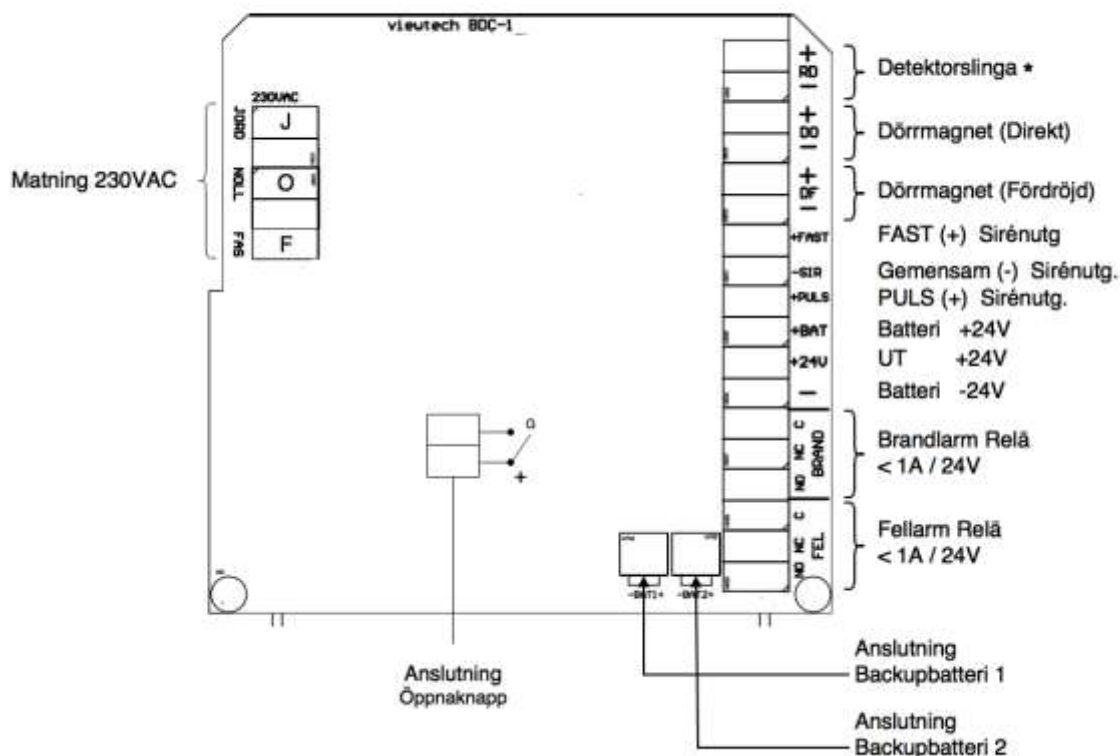 viewtech BDC-1
230VAC
JORD
J
NOLL
O
FAS
F
Matning 230VAC
+
RD
-
Detektorslinga *
+
DD
-
Dörrmagnet (Direkt)
+
DF
-
Dörrmagnet (Fördröjd)
+FAST
FAST (+) Sirénutg
-SIR
Gemensam (-) Sirénutg.
+PULS
PULS (+) Sirénutg.
+BAT
Batteri +24V
+24V
UT +24V
-
Batteri -24V
NO NC C
BRAND
Brandlarm Relä
< 1A / 24V
NO NC C
FEL
Fellarm Relä
< 1A / 24V
+
-BAT1+
-BAT2+
Anslutning
Öppnaknapp
Anslutning
Backupbatteri 1
Anslutning
Backupbatteri 2